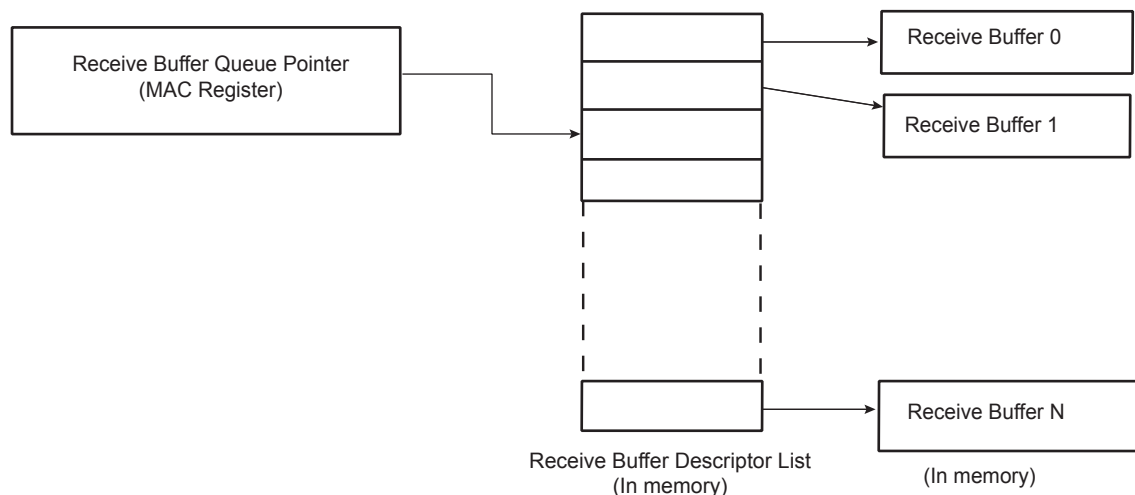 Receive Buffer Queue Pointer
(MAC Register)
Receive Buffer 0
Receive Buffer 1
Receive Buffer N
Receive Buffer Descriptor List
(In memory)
(In memory)